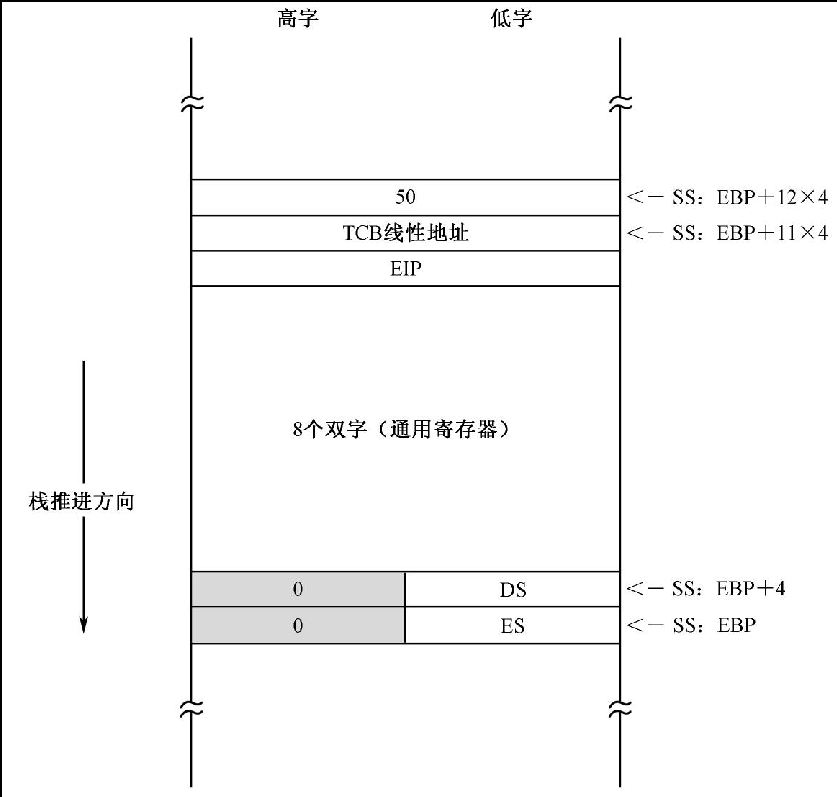 高字 低字
50 <— SS：EBP+12×4
TCB线性地址 <— SS：EBP+11×4
EIP
8个双字（通用寄存器）
栈推进方向
0 DS <— SS：EBP+4
0 ES <— SS：EBP